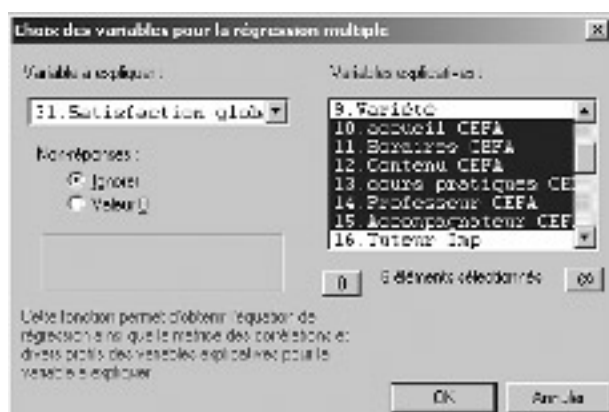 Choix des variables pour la régression multiple
Variable a expliquer :
31.Satisfaction glob
Non-réponses :
Ignorer
Valeur 0
Variables explicatives :
9.Variéte
10.accueil CEFA
11.Horaires CEFA
12.Contenu CEFA
13.cours pratiques CEF
14.Professeur CEFA
15.Accompagnateur CEF
16.Tuteur Imp
6 éléments sélectionnés
Cette fonction permet d'obtenir l'équation de
régression ainsi que la matrice des corrélations et
divers profils des variables explicatives pour la
variable a expliquer
OK
Annuler